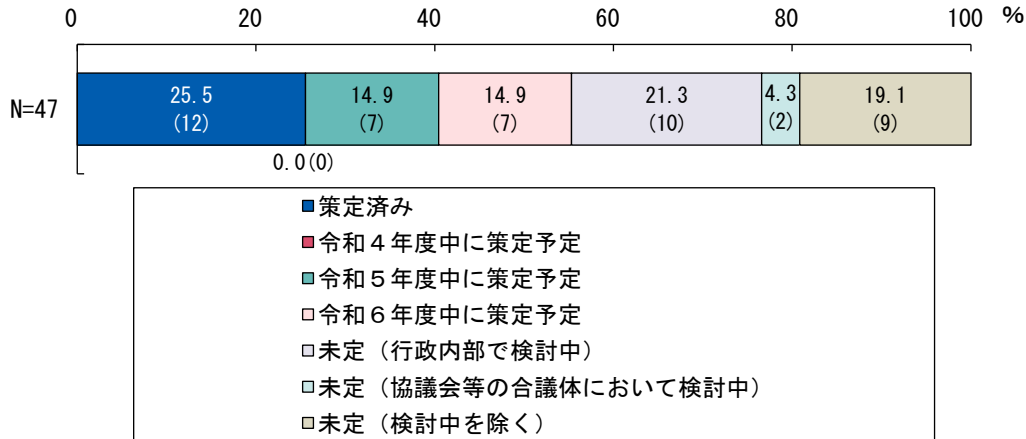 0 20 40 60 80 100 %
N=47
25.5 14.9 14.9 21.3 4.3 19.1
(12) (7) (7) (10) (2) (9)
0.0(0)
策定済み
令和４年度中に策定予定
令和５年度中に策定予定
令和６年度中に策定予定
未定（行政内部で検討中）
未定（協議会等の合議体において検討中）
未定（検討中を除く）